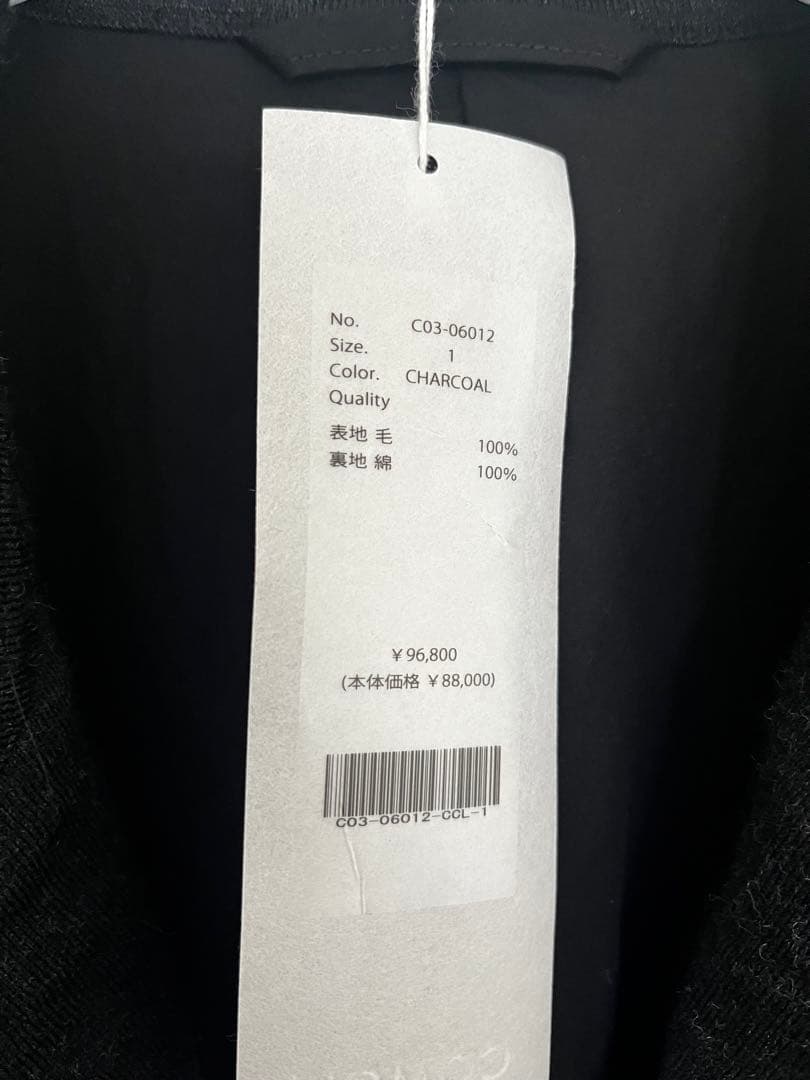 No. C03-06012
Size. 1
Color. CHARCOAL
Quality
表地 毛 100%
裏地 綿 100%
¥96,800
(本体価格 ¥88,000)
C03-06012-CCL-1